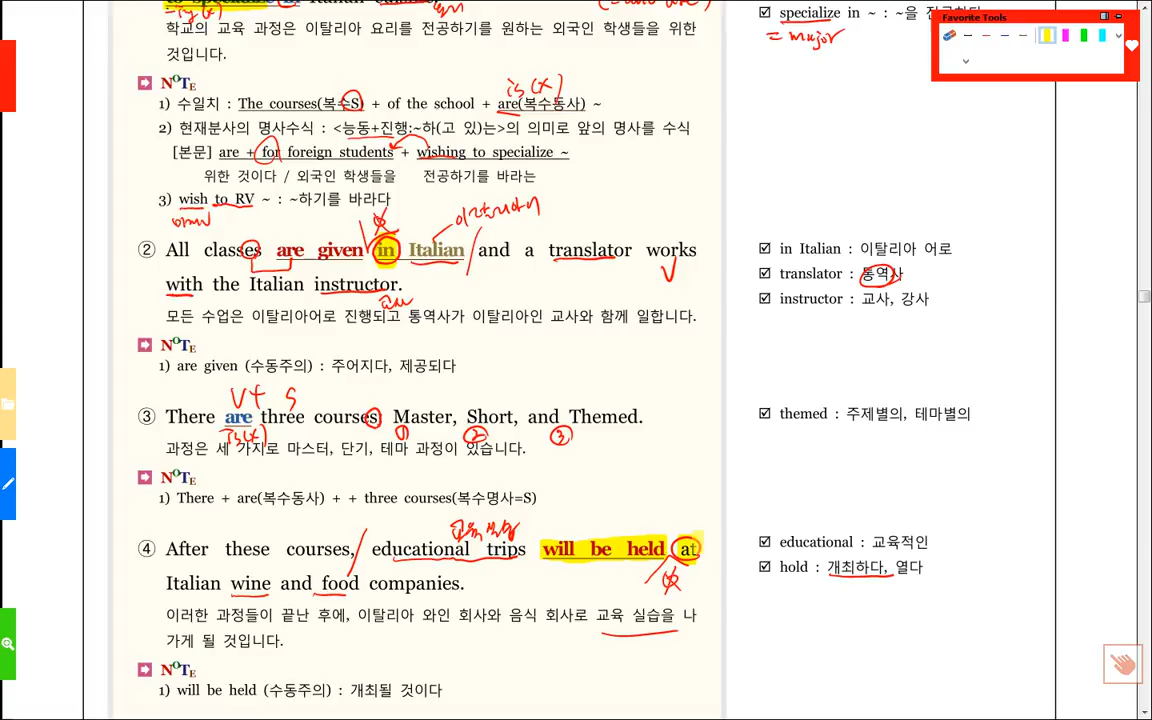 to specialize in Italian
학교의 교육 과정은 이탈리아 요리를 전공하기를 원하는 외국인 학생들을 위한
것입니다.
☑ specialize in ~ : ~을 전공하다
= major
Favorite Tools
NOTE
is(X)
1) 수일치 : The courses(복수S) + of the school + are(복수동사) ~
2) 현재분사의 명사수식 : <능동+진행:~하(고 있)는>의 의미로 앞의 명사를 수식
[본문] are + for foreign students + wishing to specialize ~
위한 것이다 / 외국인 학생들을 전공하기를 바라는
3) wish to RV ~ : ~하기를 바라다
② All classes are given in Italian and a translator works
with the Italian instructor.
모든 수업은 이탈리아어로 진행되고 통역사가 이탈리아인 교사와 함께 일합니다.
☑ in Italian : 이탈리아 어로
☑ translator : 통역사
☑ instructor : 교사, 강사
NOTE
1) are given (수동주의) : 주어지다, 제공되다
V+ S
③ There are three courses; Master, Short, and Themed.
is(X) ① ② ③
과정은 세 가지로 마스터, 단기, 테마 과정이 있습니다.
☑ themed : 주제별의, 테마별의
NOTE
1) There + are(복수동사) + + three courses(복수명사=S)
④ After these courses, educational trips will be held at
Italian wine and food companies.
이러한 과정들이 끝난 후에, 이탈리아 와인 회사와 음식 회사로 교육 실습을 나
가게 될 것입니다.
☑ educational : 교육적인
☑ hold : 개최하다, 열다
NOTE
1) will be held (수동주의) : 개최될 것이다